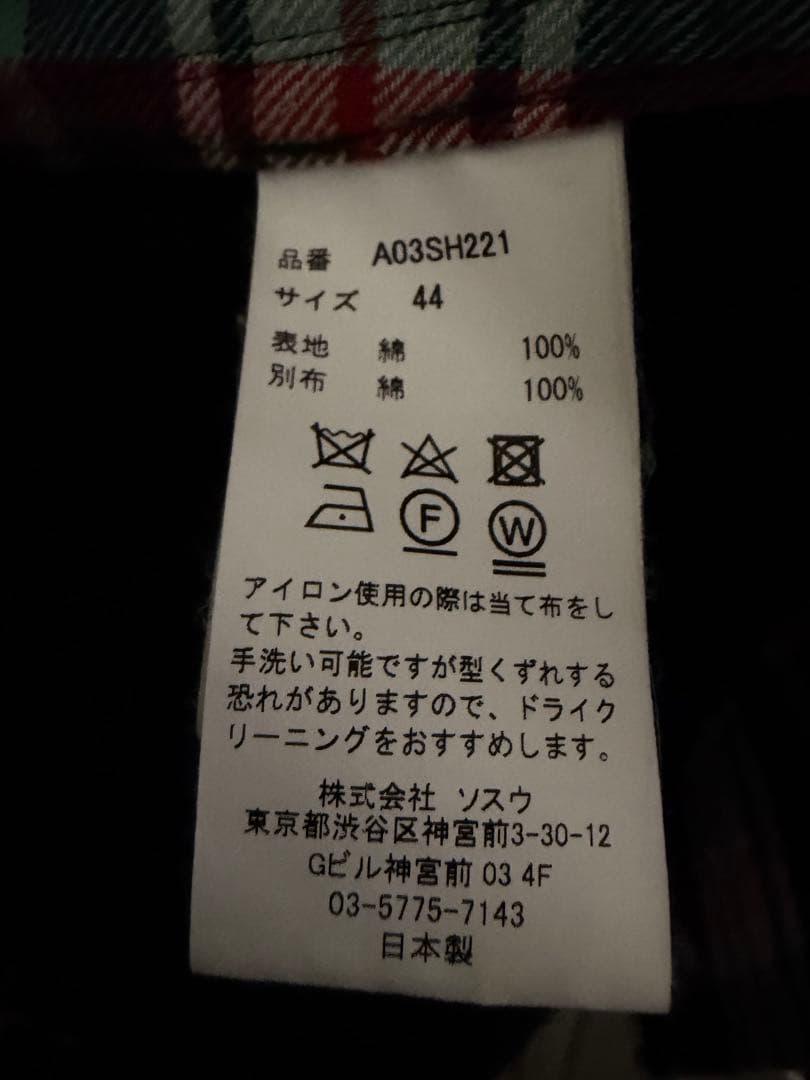 品番 A03SH221
サイズ 44
表地 綿 100%
別布 綿 100%
F W
アイロン使用の際は当て布をし
て下さい。
手洗い可能ですが型くずれする
恐れがありますので、ドライク
リーニングをおすすめします。
株式会社 ソスウ
東京都渋谷区神宮前3-30-12
Gビル神宮前 03 4F
03-5775-7143
日本製